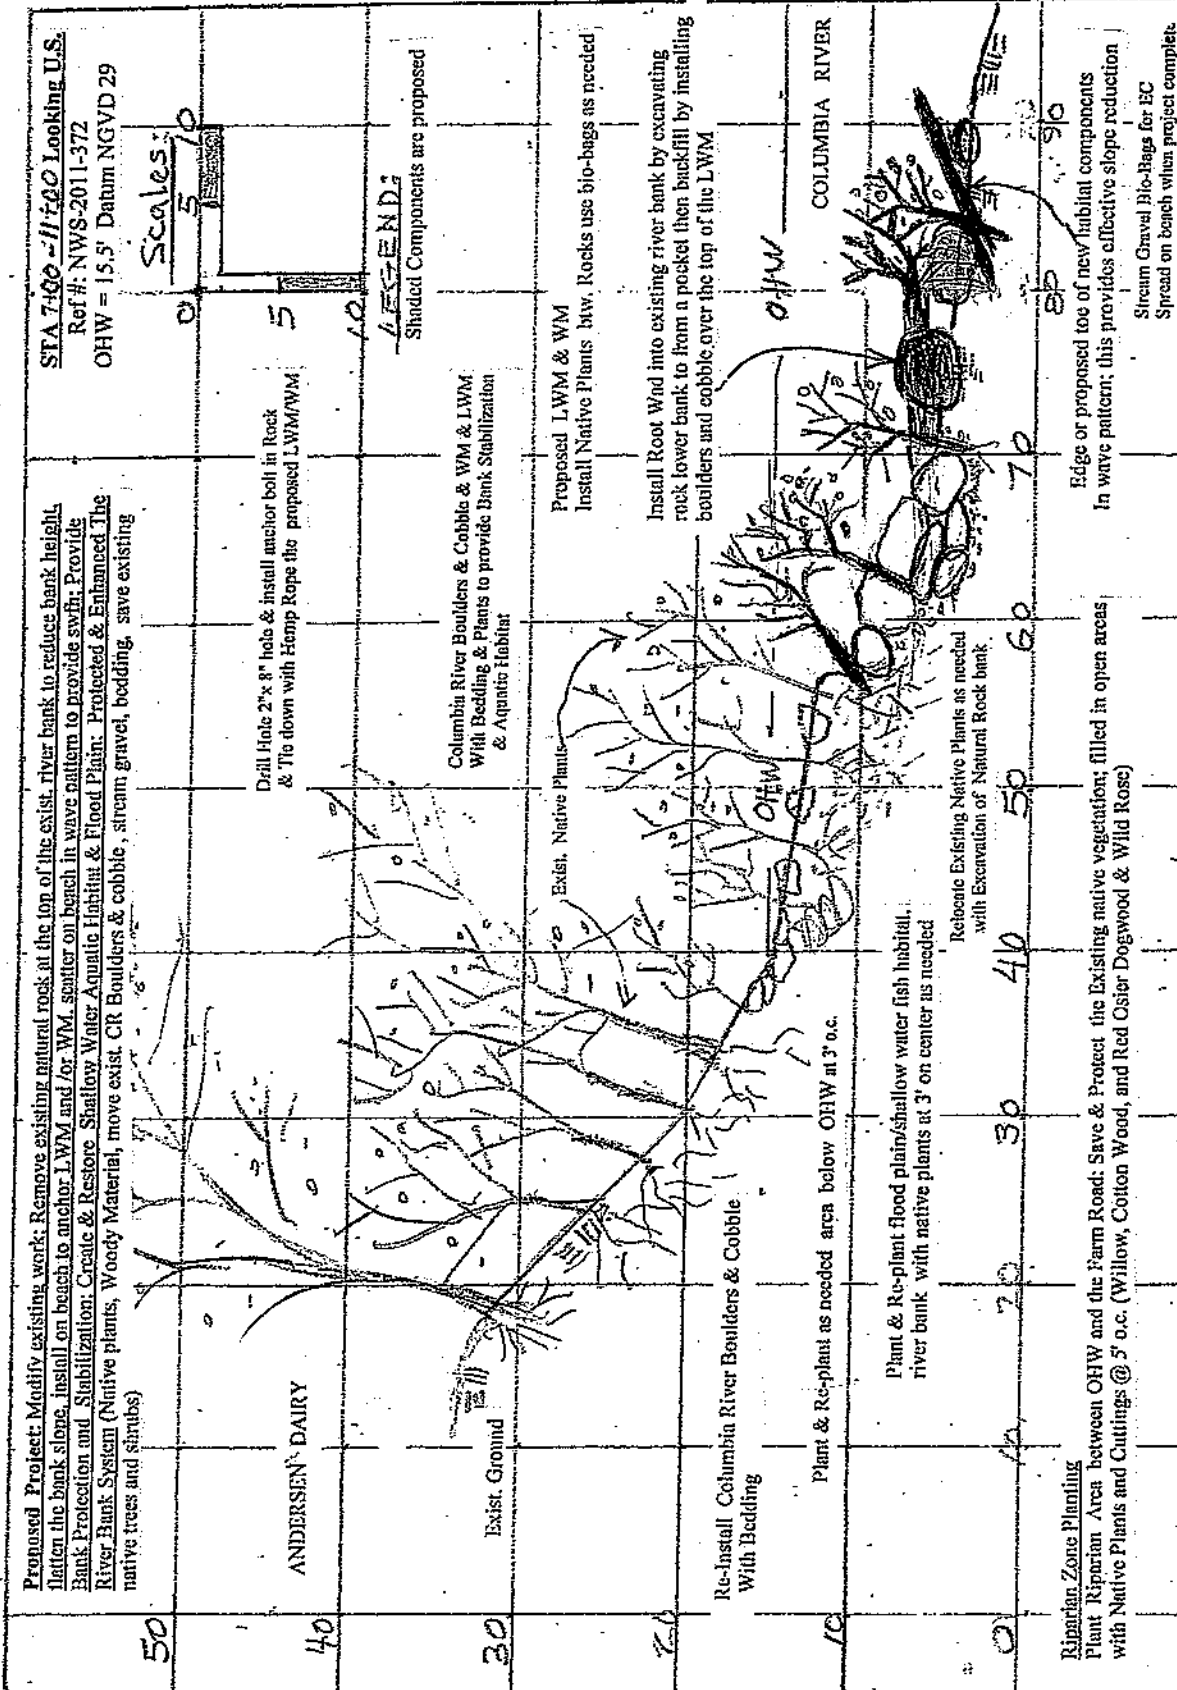 Proposed Project: Modify existing work; Remove existing natural rock at the top of the exist. river bank to reduce bank height,
flatten the bank slope, install on beach to anchor LWM and /or WM. scatter on beach in wave pattern to provide Provide
Bank Protection and Stabilization; Create & Restore Shallow Water Aquatic Habitat & Flood Plain; Protected & Enhanced The
River Bank System (Native plants, Woody Material, move exist. CR Boulders & cobble, stream gravel, bedding, save existing
native trees and shrubs)
STA 7+00 -11+00 Looking U.S.
Ref #: NWS-2011-372
OHW = 15.5' Datum NGVD 29
Scales:
0 5 10
5
10
LEGEND:
Shaded Components are proposed
50
40
30
20
10
0
ANDERSEN DAIRY
Exist. Ground
Drill Hole 2"x 8" hole & install anchor bolt in Rock
& Tie down with Hemp Rope the proposed LWM/WM
Columbia River Boulders & Cobble & WM & LWM
With Bedding & Plants to provide Bank Stabilization
& Aquatic Habitat
Exist. Native Plants
Proposed LWM & WM
Install Native Plants btw. Rocks use bio-bags as needed
Install Root Wad into existing river bank by excavating
rock lower bank to from a pocket then backfill by installing
boulders and cobble over the top of the LWM
OHW
OHW
COLUMBIA RIVER
Re-Install Columbia River Boulders & Cobble
With Bedding
Plant & Re-plant as needed area below OHW at 3' o.c.
Plant & Re-plant flood plain/shallow water fish habitat,
river bank with native plants at 3' on center as needed
Relocate Existing Native Plants as needed
with Excavation of Natural Rock bank
10 20 30 40 50 60 70 80 90
Edge or proposed toe of new habitat components
In wave pattern; this provides effective slope reduction
Stream Gravel Bio-Bags for EC
Spread on beach when project complete
Riparian Zone Planting
Plant Riparian Area between OHW and the Farm Road: Save & Protect the Existing native vegetation; filled in open areas
with Native Plants and Cuttings @ 5' o.c. (Willow, Cotton Wood, and Red Osier Dogwood & Wild Rose)